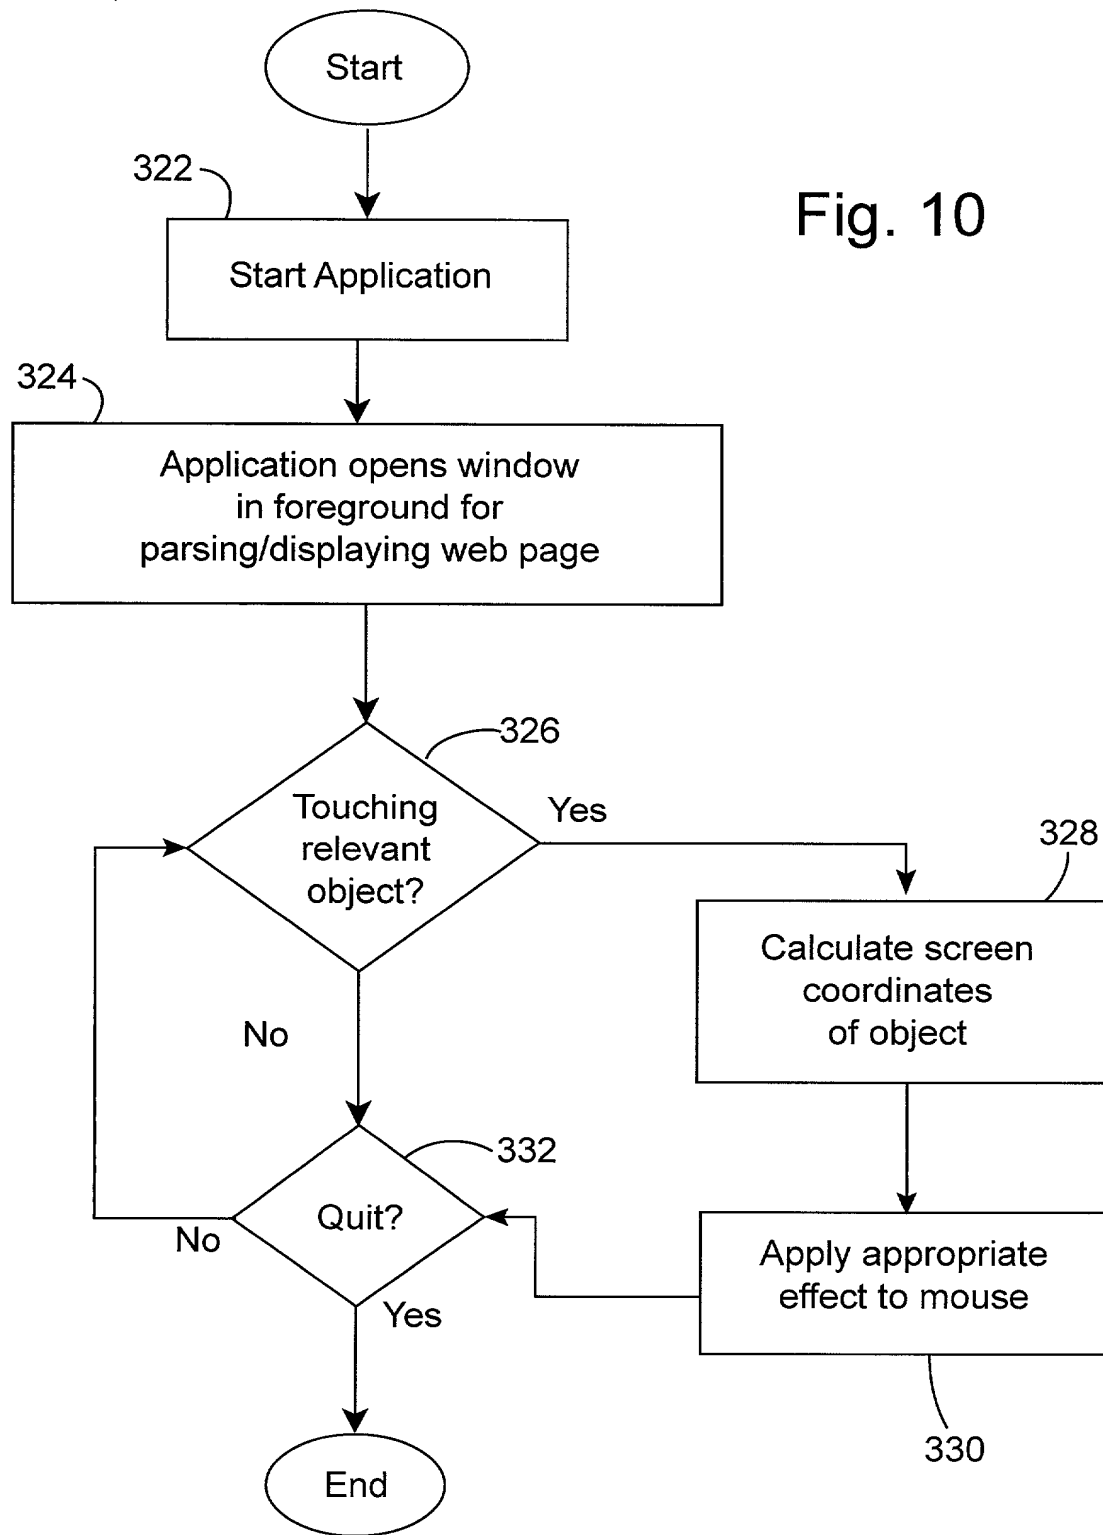 Start
322
Fig. 10
Start Application
324
Application opens window
in foreground for
parsing/displaying web page
326
Touching
relevant
object?
Yes
328
Calculate screen
coordinates
of object
No
332
Quit?
No
Apply appropriate
effect to mouse
Yes
330
End